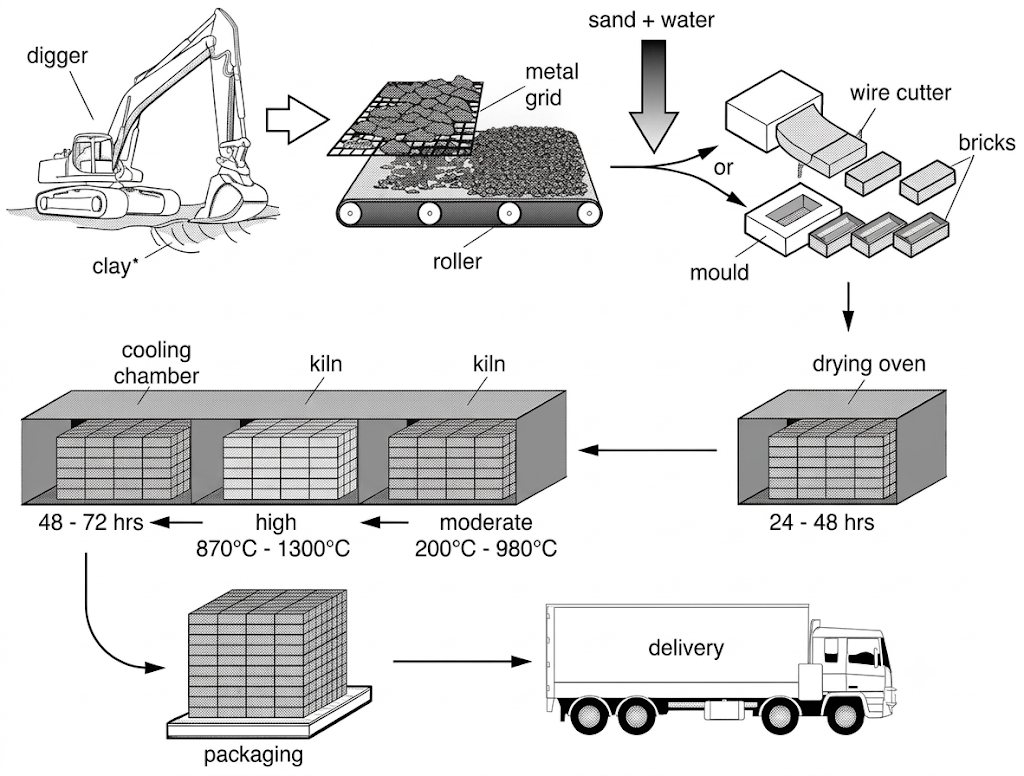 digger
metal
grid
sand + water
wire cutter
bricks
or
clay*
roller
mould
cooling
chamber
kiln
kiln
drying oven
48 - 72 hrs
high
870°C - 1300°C
moderate
200°C - 980°C
24 - 48 hrs
packaging
delivery